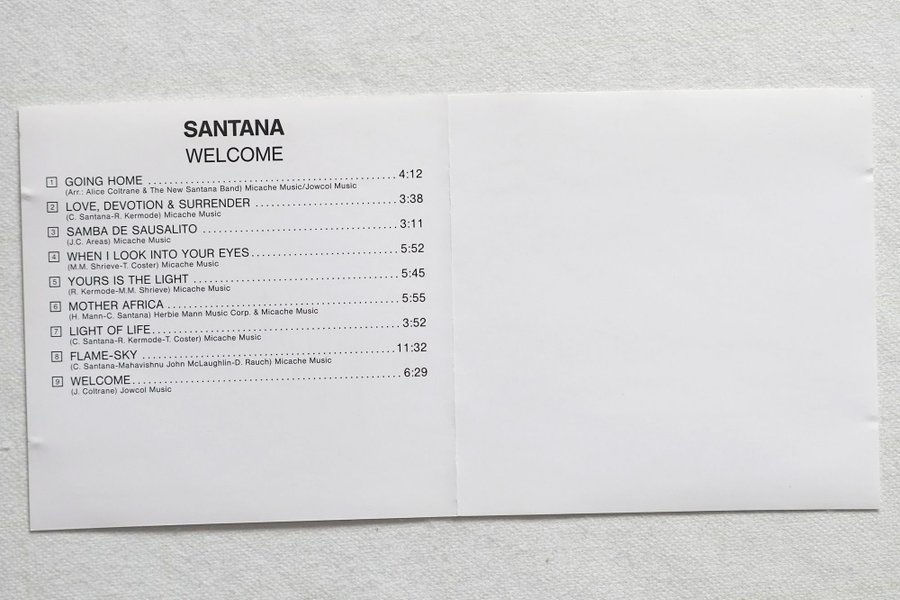 SANTANA
WELCOME
1 GOING HOME 4:12
(Arr.: Alice Coltrane & The New Santana Band) Micache Music/Jowcol Music
2 LOVE, DEVOTION & SURRENDER 3:38
(C. Santana-R. Kermode) Micache Music
3 SAMBA DE SAUSALITO 3:11
(J.C. Areas) Micache Music
4 WHEN I LOOK INTO YOUR EYES 5:52
(M.M. Shrieve-T. Coster) Micache Music
5 YOURS IS THE LIGHT 5:45
(R. Kermode-M.M. Shrieve) Micache Music
6 MOTHER AFRICA 5:55
(H. Mann-C. Santana) Herbie Mann Music Corp. & Micache Music
7 LIGHT OF LIFE 3:52
(C. Santana-R. Kermode-T. Coster) Micache Music
8 FLAME-SKY 11:32
(C. Santana-Mahavishnu John McLaughlin-D. Rauch) Micache Music
9 WELCOME 6:29
(J. Coltrane) Jowcol Music